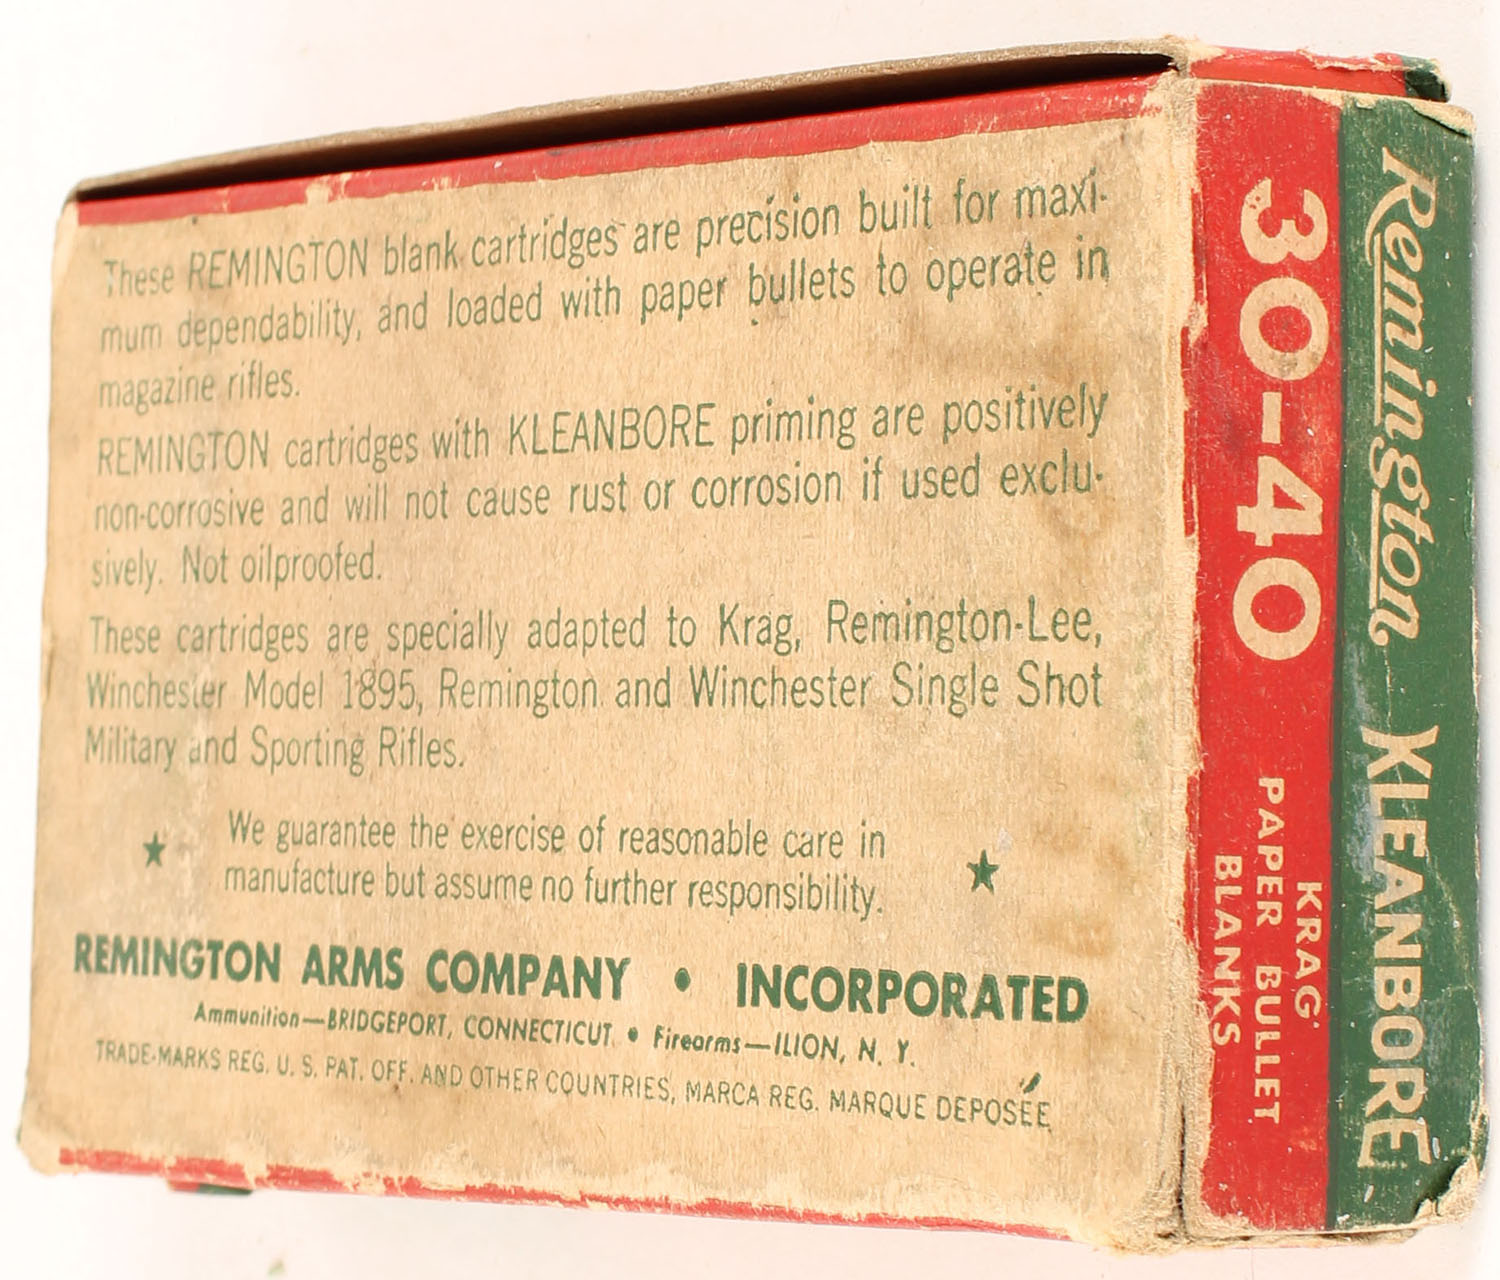 These REMINGTON blank cartridges are precision built for maxi-
mum dependability, and loaded with paper bullets to operate in
magazine rifles.
REMINGTON cartridges with KLEANBORE priming are positively
non-corrosive and will not cause rust or corrosion if used exclu-
sively. Not oilproofed.
These cartridges are specially adapted to Krag, Remington-Lee,
Winchester Model 1895, Remington and Winchester Single Shot
Military and Sporting Rifles.
★ We guarantee the exercise of reasonable care in ★
manufacture but assume no further responsibility.
REMINGTON ARMS COMPANY • INCORPORATED
Ammunition—BRIDGEPORT, CONNECTICUT • Firearms—ILION, N. Y.
TRADE-MARKS REG. U. S. PAT. OFF. AND OTHER COUNTRIES, MARCA REG. MARQUE DEPOSÉE
Remington KLEANBORE
30-40
KRAG
PAPER BULLET
BLANKS